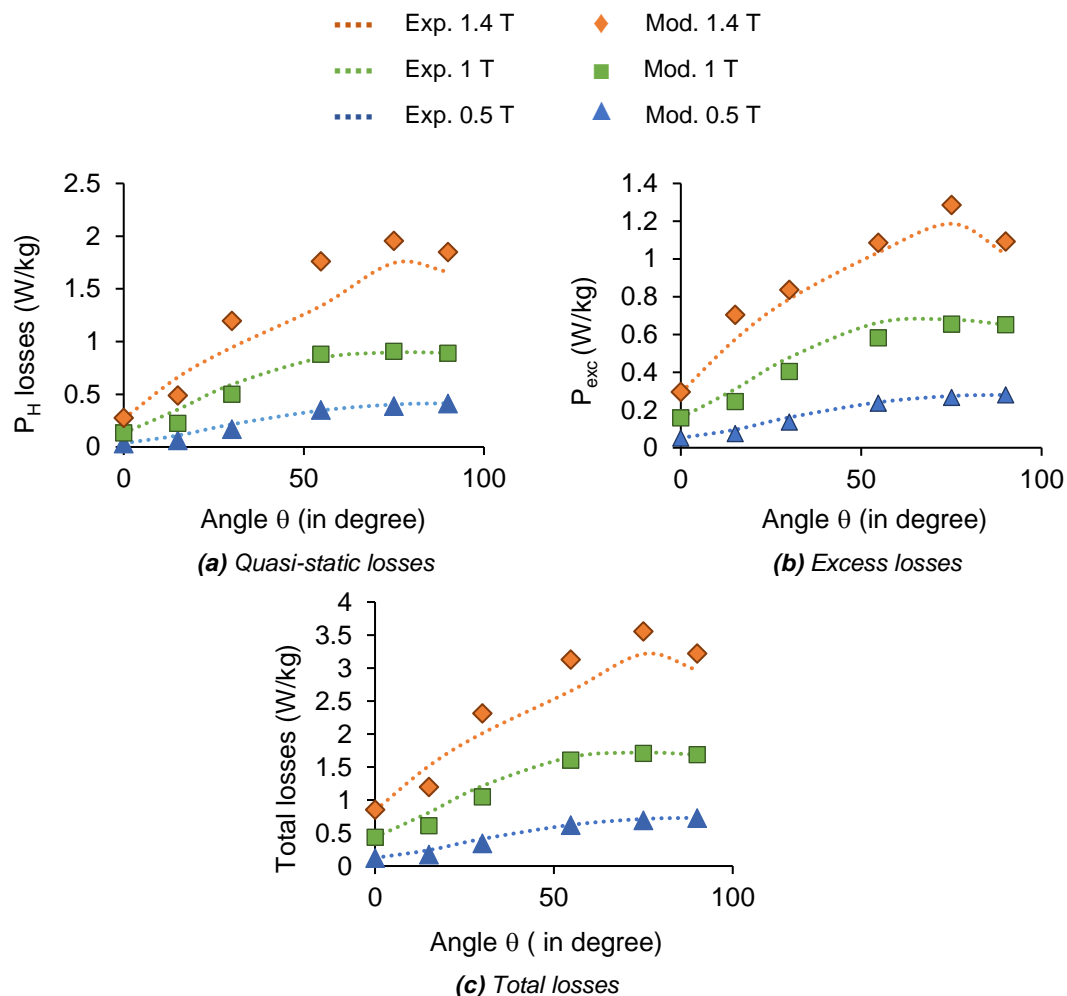 Exp. 1.4 T Mod. 1.4 T
Exp. 1 T Mod. 1 T
Exp. 0.5 T Mod. 0.5 T
2.5
2
1.5
1
0.5
0
0 50 100
P_H losses (W/kg)
Angle θ (in degree)
(a) Quasi-static losses
1.4
1.2
1
0.8
0.6
0.4
0.2
0
0 50 100
P_exc (W/kg)
Angle θ (in degree)
(b) Excess losses
4
3.5
3
2.5
2
1.5
1
0.5
0
0 50 100
Total losses (W/kg)
Angle θ ( in degree)
(c) Total losses